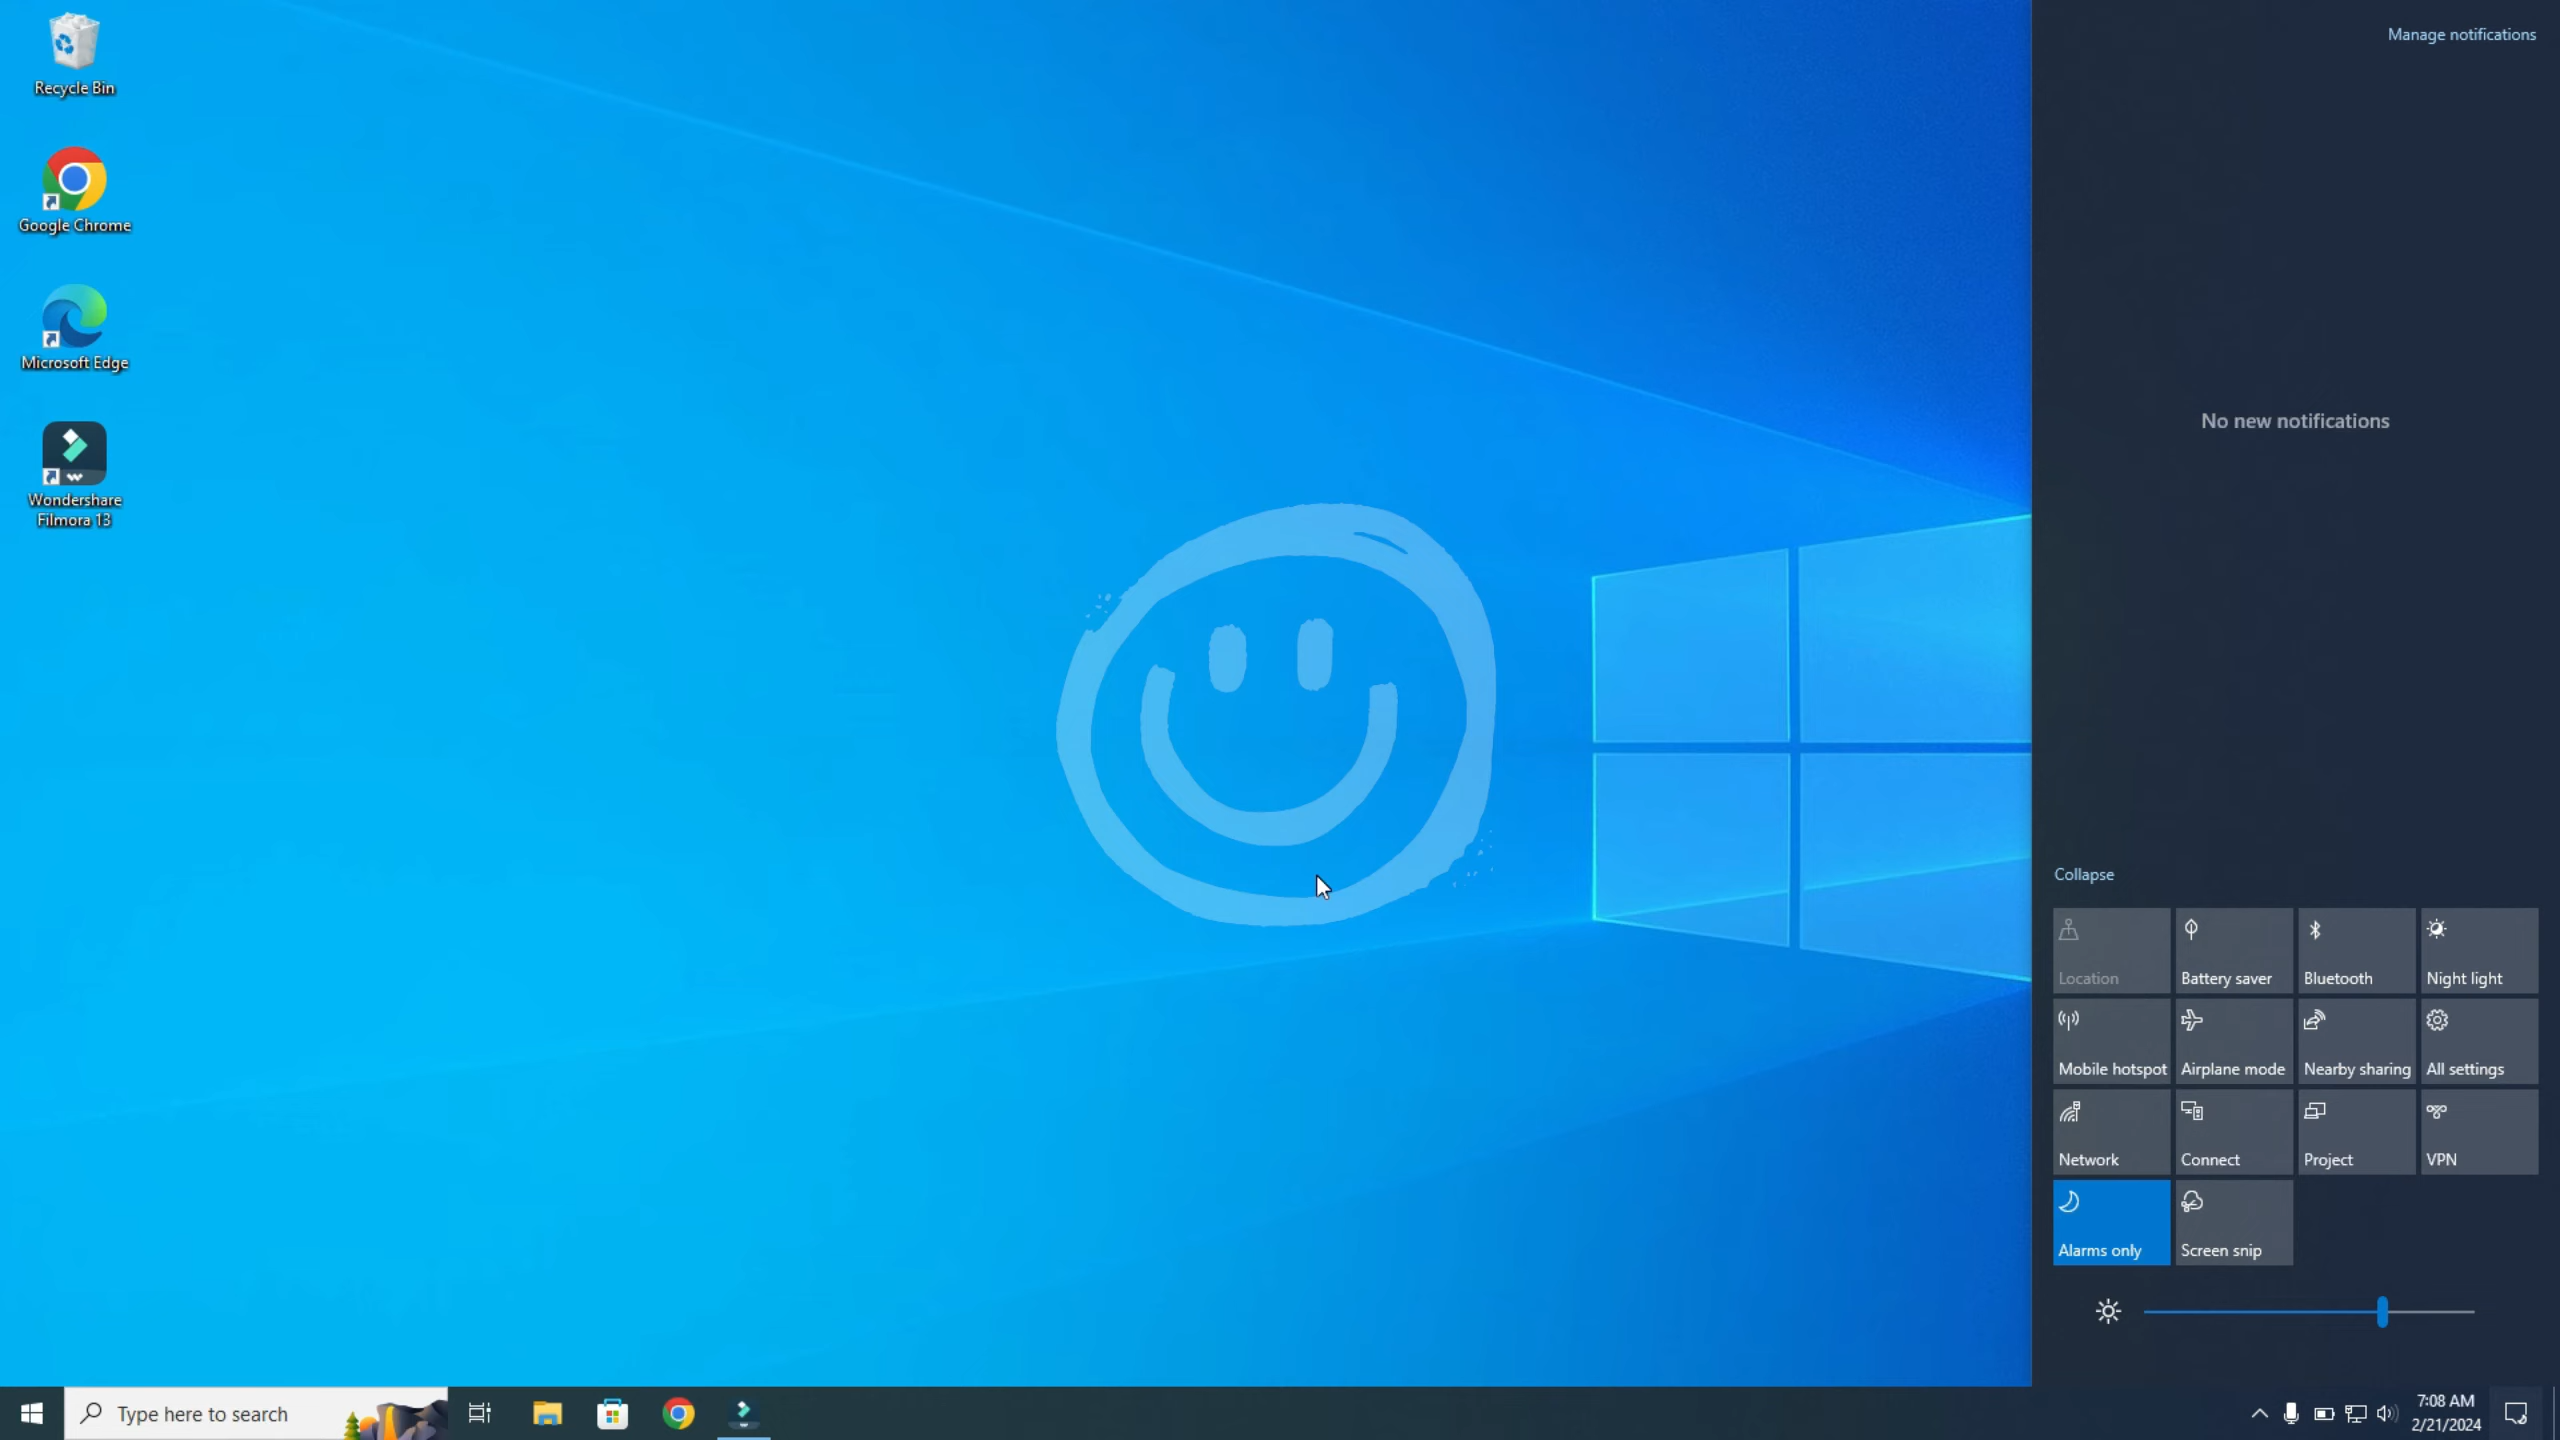 Recycle Bin
Google Chrome
Microsoft Edge
Wondershare
Filmora 13
Manage notifications
No new notifications
Collapse
Location
Battery saver
Bluetooth
Night light
Mobile hotspot
Airplane mode
Nearby sharing
All settings
Network
Connect
Project
VPN
Alarms only
Screen snip
Type here to search
7:08 AM
2/21/2024